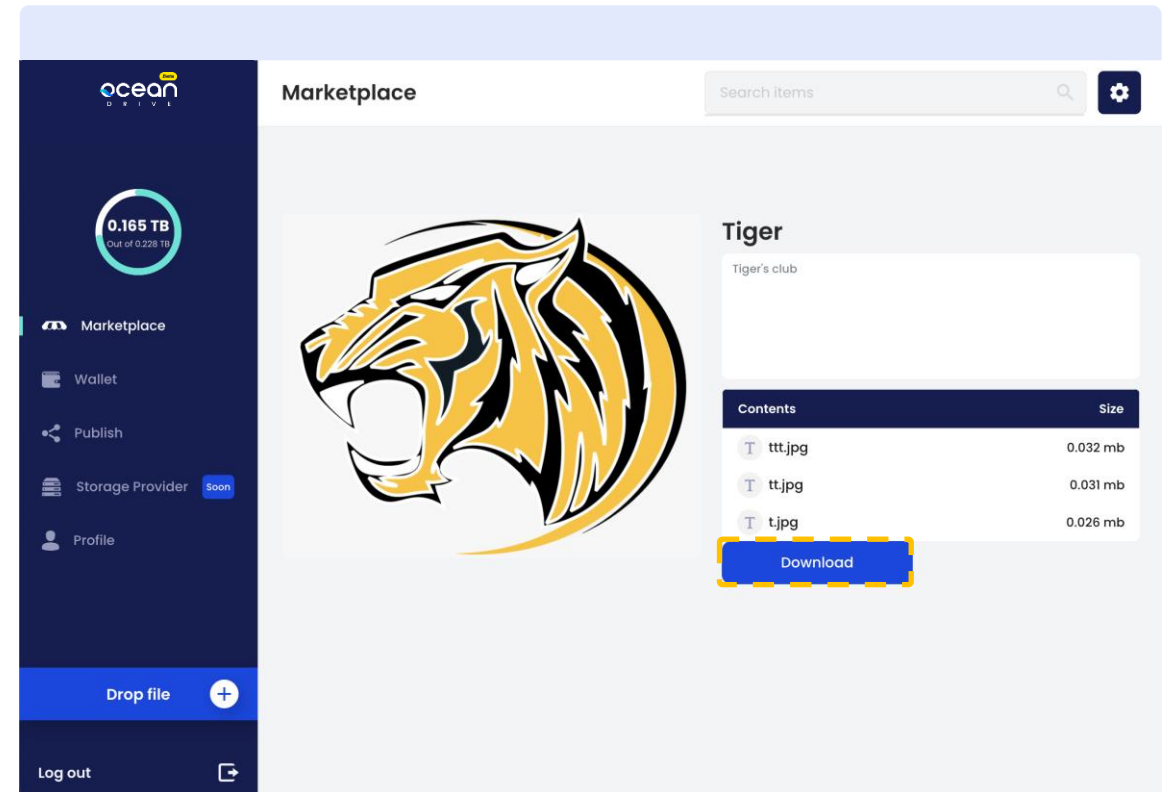 Beta
ocean
DRIVE
Marketplace
Search items
0.165 TB
Out of 0.228 TB
Marketplace
Wallet
Publish
Storage Provider Soon
Profile
Drop file
Log out
Tiger
Tiger's club
Contents Size
T ttt.jpg 0.032 mb
T tt.jpg 0.031 mb
T t.jpg 0.026 mb
Download